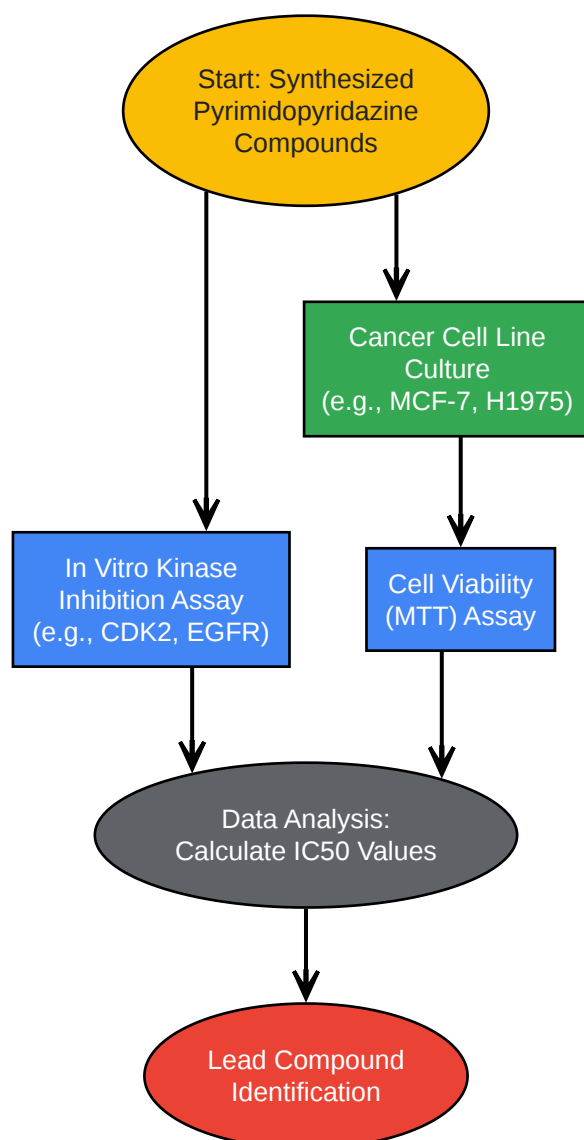 Start: Synthesized
Pyrimidopyridazine
Compounds
Cancer Cell Line
Culture
(e.g., MCF-7, H1975)
In Vitro Kinase
Inhibition Assay
(e.g., CDK2, EGFR)
Cell Viability
(MTT) Assay
Data Analysis:
Calculate IC50 Values
Lead Compound
Identification